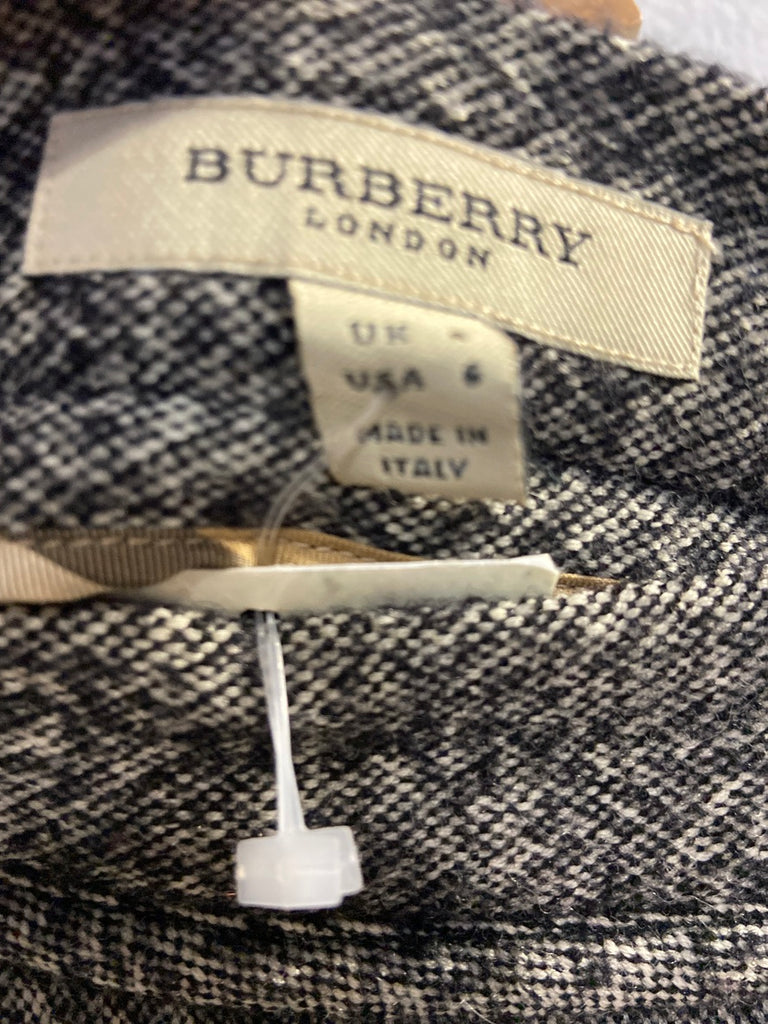 BURBERRY
LONDON
UK -
USA 6
MADE IN
ITALY